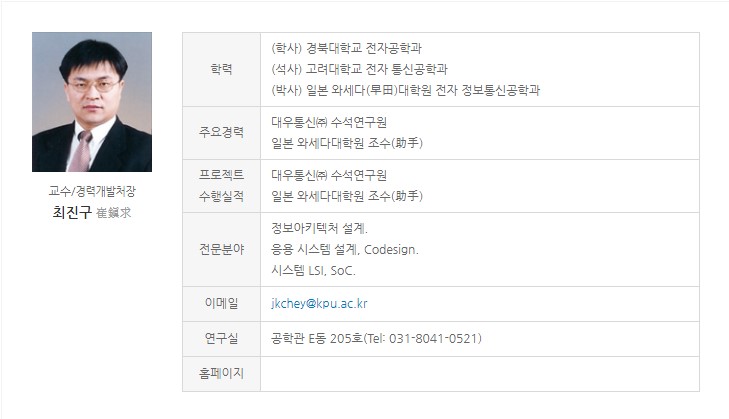 교수/경력개발처장
최진구 崔鎭求
학력
(학사) 경북대학교 전자공학과
(석사) 고려대학교 전자 통신공학과
(박사) 일본 와세다(早田)대학원 전자 정보통신공학과
주요경력
대우통신㈜ 수석연구원
일본 와세다대학원 조수(助手)
프로젝트
수행실적
대우통신㈜ 수석연구원
일본 와세다대학원 조수(助手)
전문분야
정보아키텍처 설계.
응용 시스템 설계, Codesign.
시스템 LSI, SoC.
이메일
jkchey@kpu.ac.kr
연구실
공학관 E동 205호(Tel: 031-8041-0521)
홈페이지